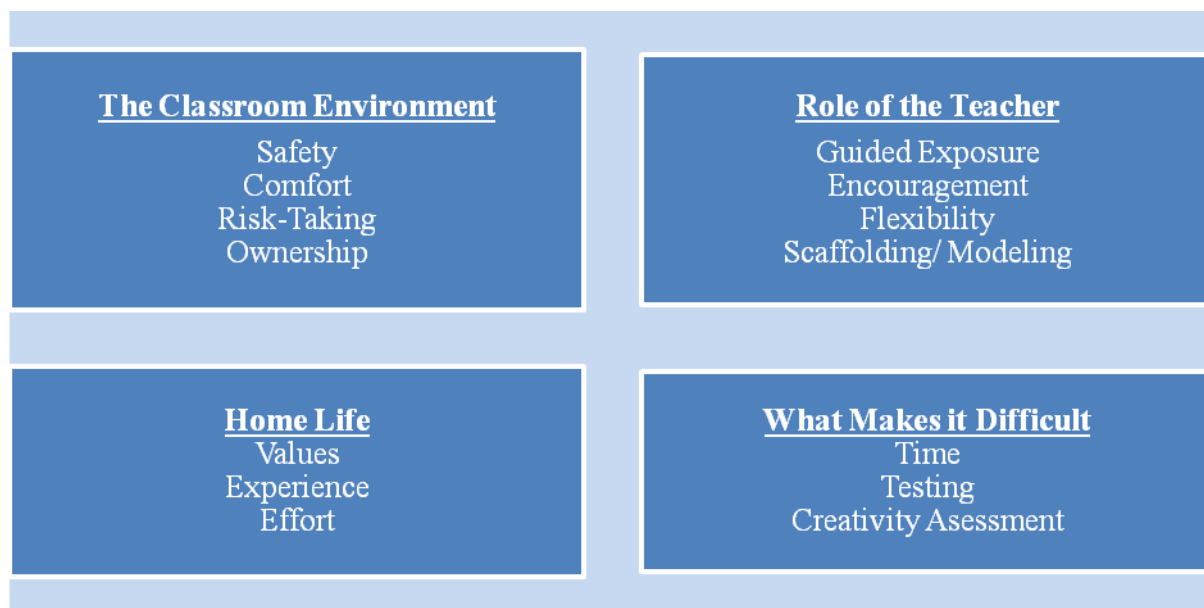 The Classroom Environment
Safety
Comfort
Risk-Taking
Ownership
Role of the Teacher
Guided Exposure
Encouragement
Flexibility
Scaffolding/ Modeling
Home Life
Values
Experience
Effort
What Makes it Difficult
Time
Testing
Creativity Asessment